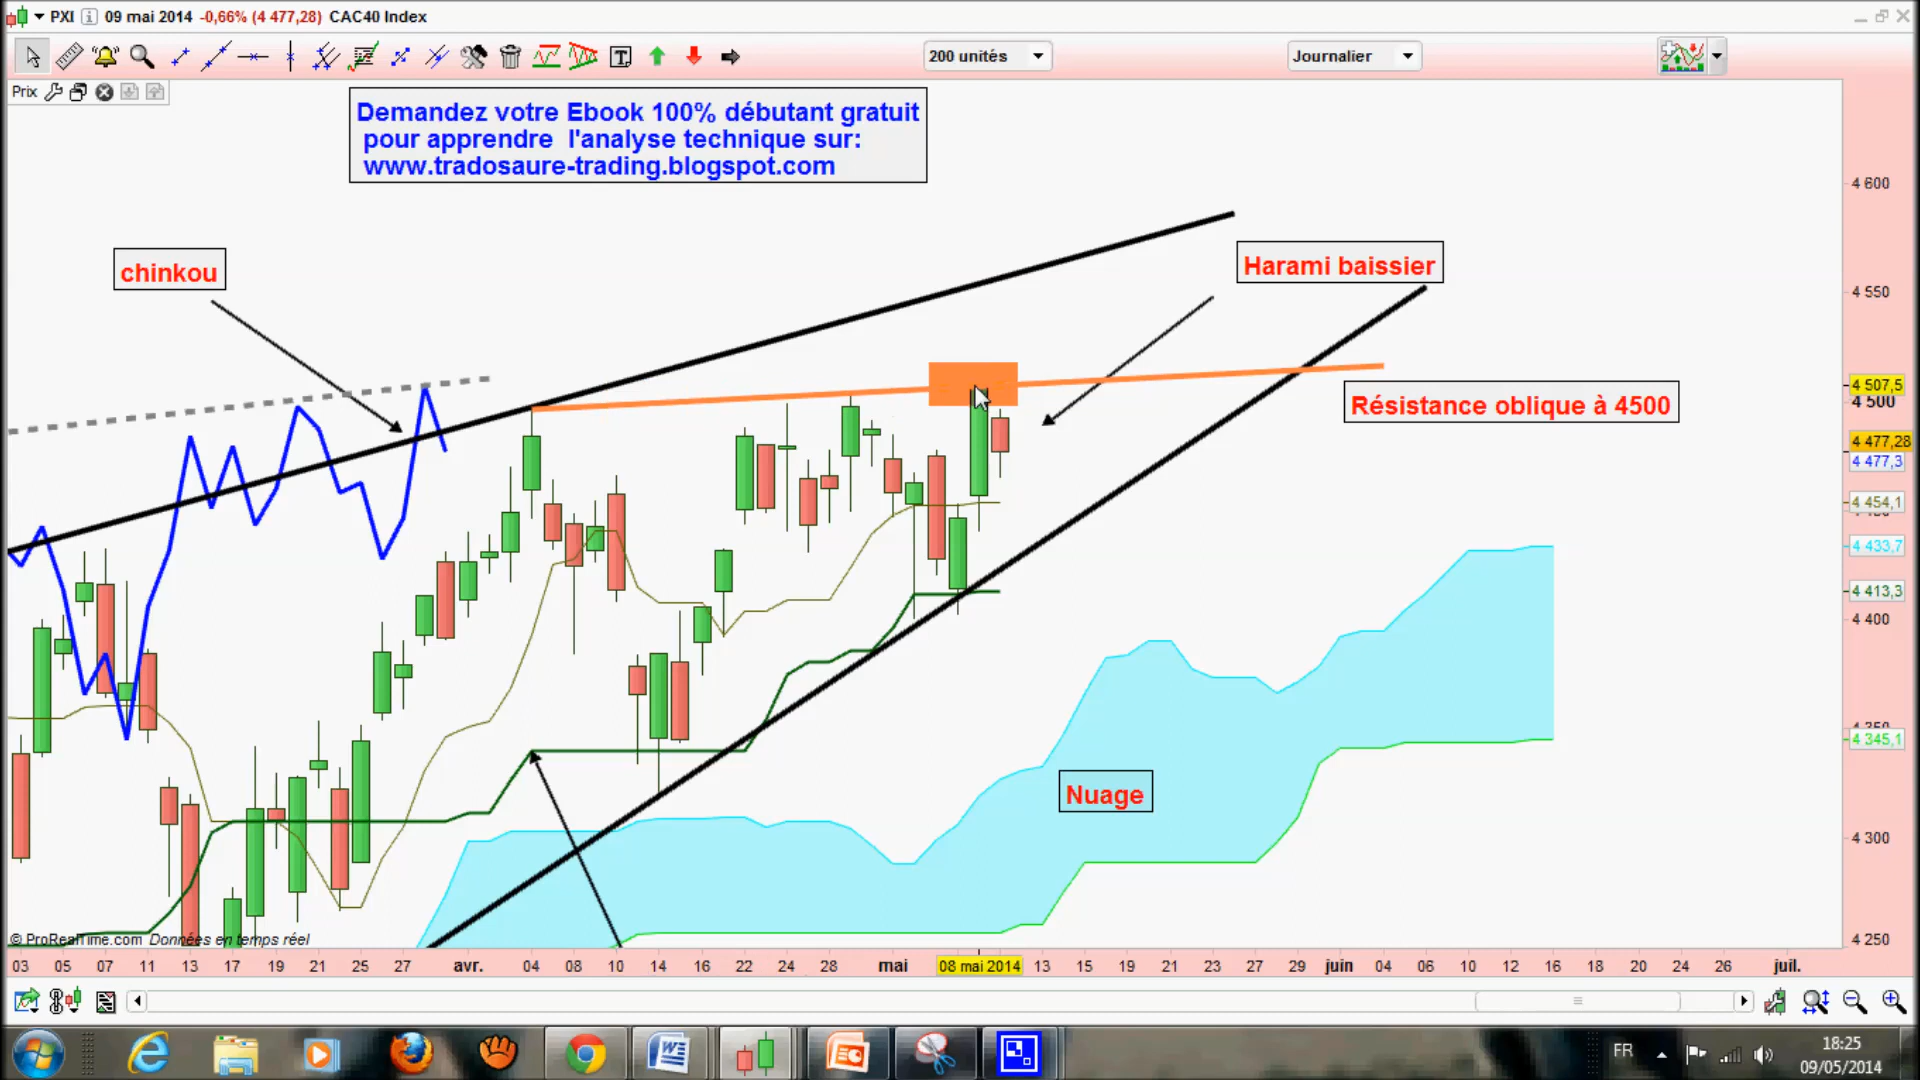 PXI 09 mai 2014 -0,66% (4 477,28) CAC40 Index
200 unités
Journalier
Prix
Demandez votre Ebook 100% débutant gratuit
pour apprendre l'analyse technique sur:
www.tradosaure-trading.blogspot.com
4 600
chinkou
Harami baissier
4 550
4 507,5
4 500
Résistance oblique à 4500
4 477,28
4 477,3
4 454,1
4 433,7
4 413,3
4 400
4 345,1
Nuage
4 300
4 250
© ProRealTime.com Données en temps réel
03 05 07 11 13 17 19 21 25 27 avr. 04 08 10 14 16 22 24 28 mai 08 mai 2014 13 15 19 21 23 27 29 juin 04 06 10 12 16 18 20 24 26 juil.
FR
18:25
09/05/2014